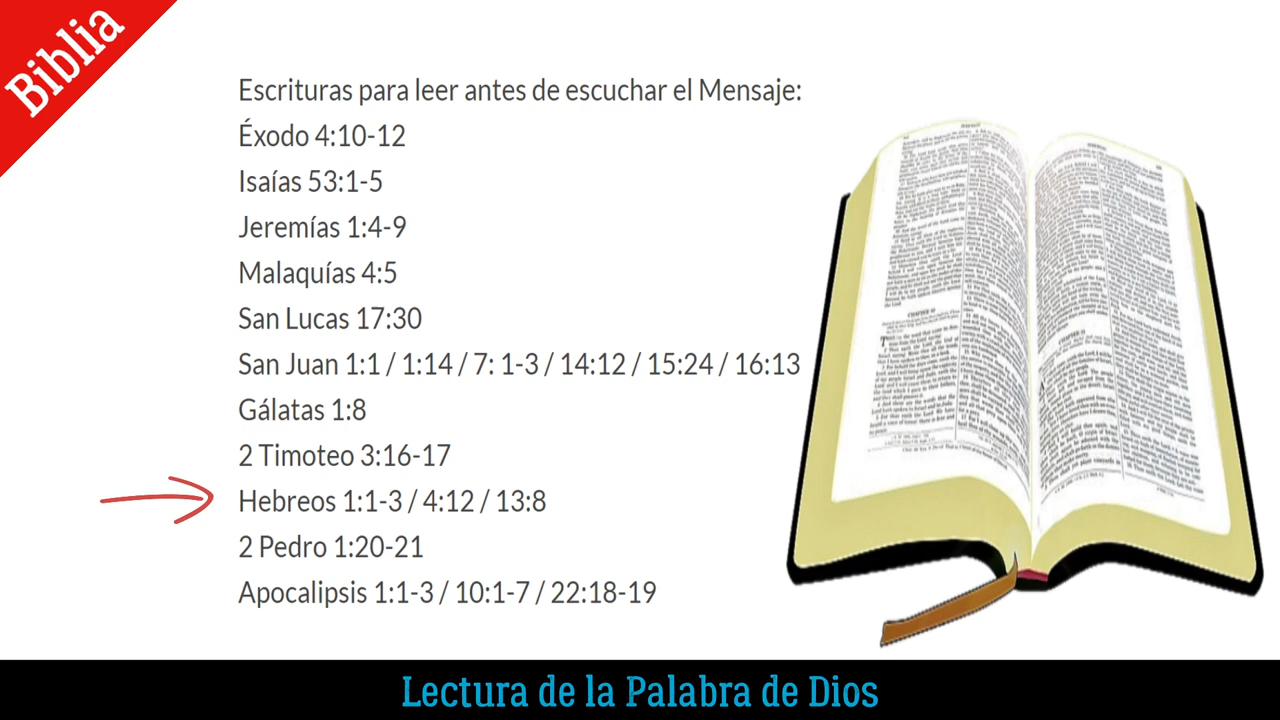 Biblia
Escrituras para leer antes de escuchar el Mensaje:
Éxodo 4:10-12
Isaías 53:1-5
Jeremías 1:4-9
Malaquías 4:5
San Lucas 17:30
San Juan 1:1 / 1:14 / 7: 1-3 / 14:12 / 15:24 / 16:13
Gálatas 1:8
2 Timoteo 3:16-17
Hebreos 1:1-3 / 4:12 / 13:8
2 Pedro 1:20-21
Apocalipsis 1:1-3 / 10:1-7 / 22:18-19
Lectura de la Palabra de Dios